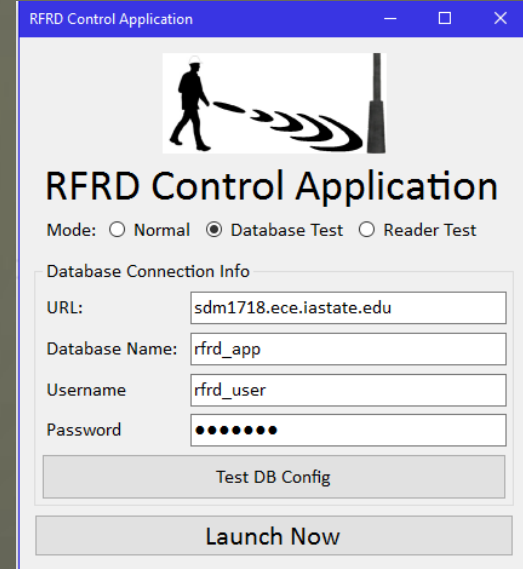 RFRD Control Application
RFRD Control Application
Mode: Normal Database Test Reader Test
Database Connection Info
URL: sdm1718.ece.iastate.edu
Database Name: rfrd_app
Username rfrd_user
Password ●●●●●●●
Test DB Config
Launch Now